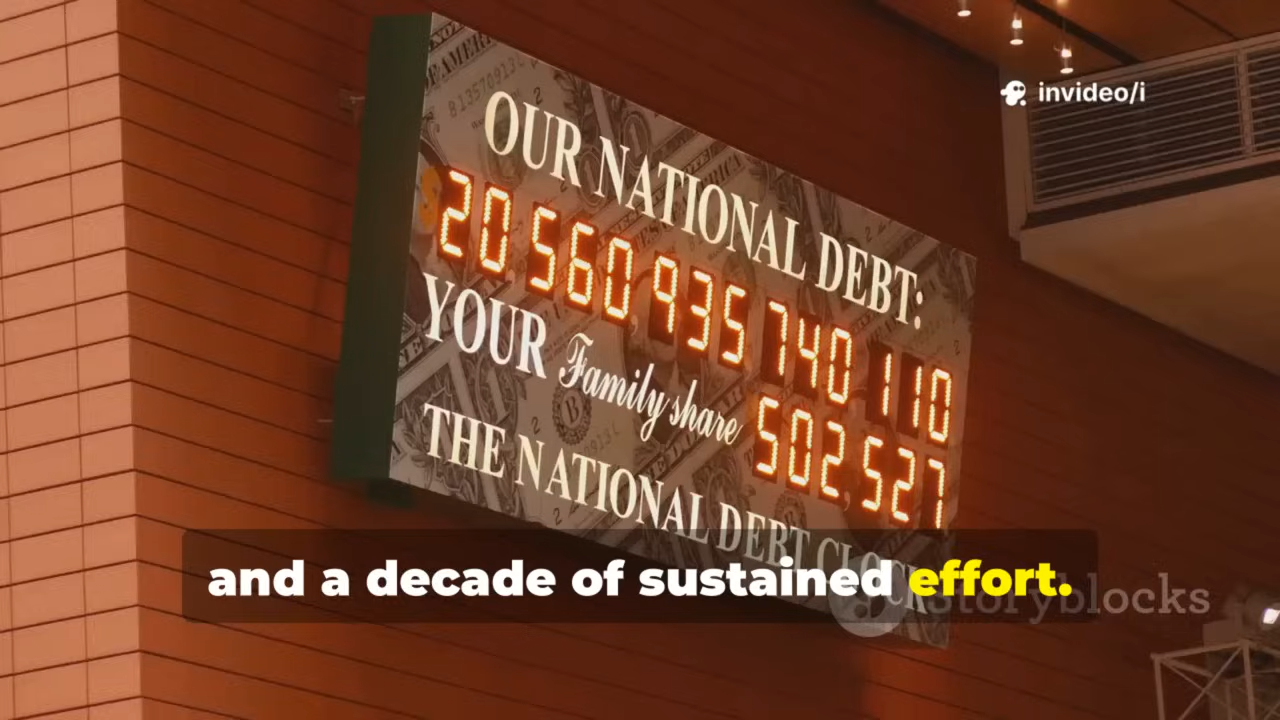 invideo/i
OUR NATIONAL DEBT:
20,560,935,740,110
YOUR Family share 502,527
THE NATIONAL DEBT CLOCK
and a decade of sustained effort.
storyblocks